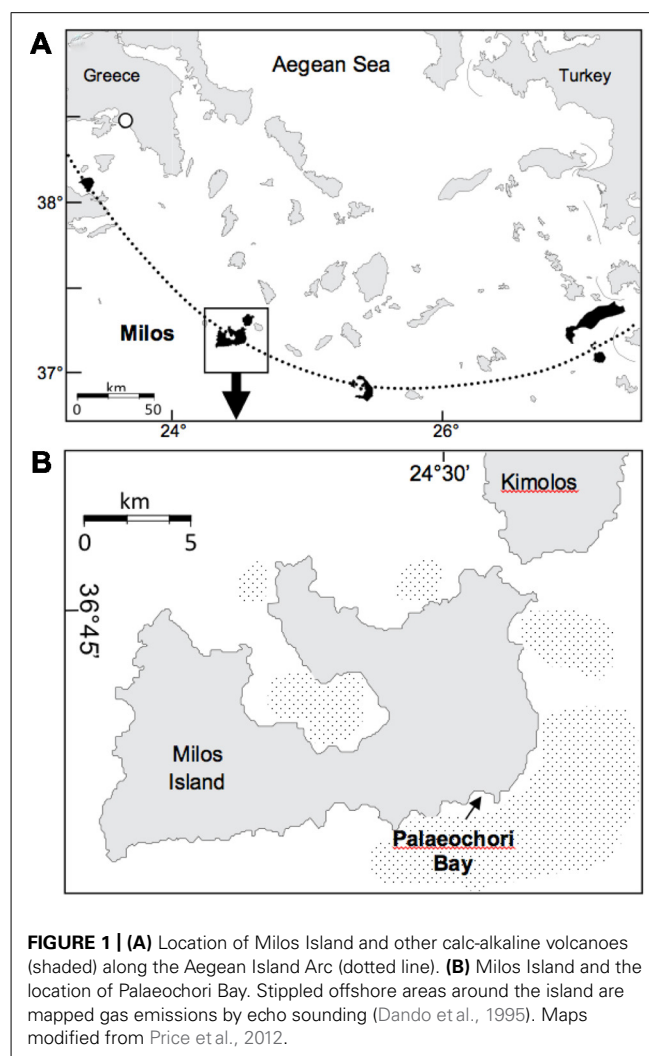 A
Greece
Aegean Sea
Turkey
38°
Milos
37°
km
0 50
24°
26°
B
24°30'
Kimolos
km
0 5
36°45'
Milos
Island
Palaeochori
Bay
FIGURE 1 | (A) Location of Milos Island and other calc-alkaline volcanoes
(shaded) along the Aegean Island Arc (dotted line). (B) Milos Island and the
location of Palaeochori Bay. Stippled offshore areas around the island are
mapped gas emissions by echo sounding (Dando et al., 1995). Maps
modified from Price et al., 2012.